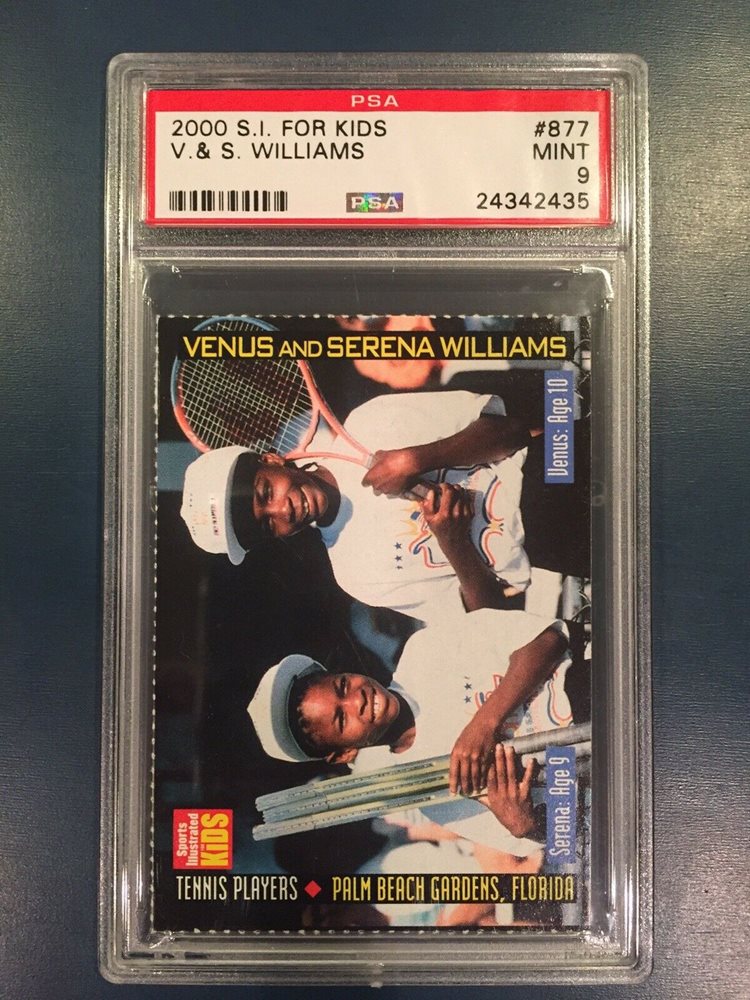 PSA
2000 S.I. FOR KIDS #877
V.& S. WILLIAMS MINT
9
PSA 24342435
VENUS AND SERENA WILLIAMS
Venus: Age 10
Serena: Age 9
Sports
Illustrated
FOR
KiDS
TENNIS PLAYERS ♦ PALM BEACH GARDENS, FLORIDA